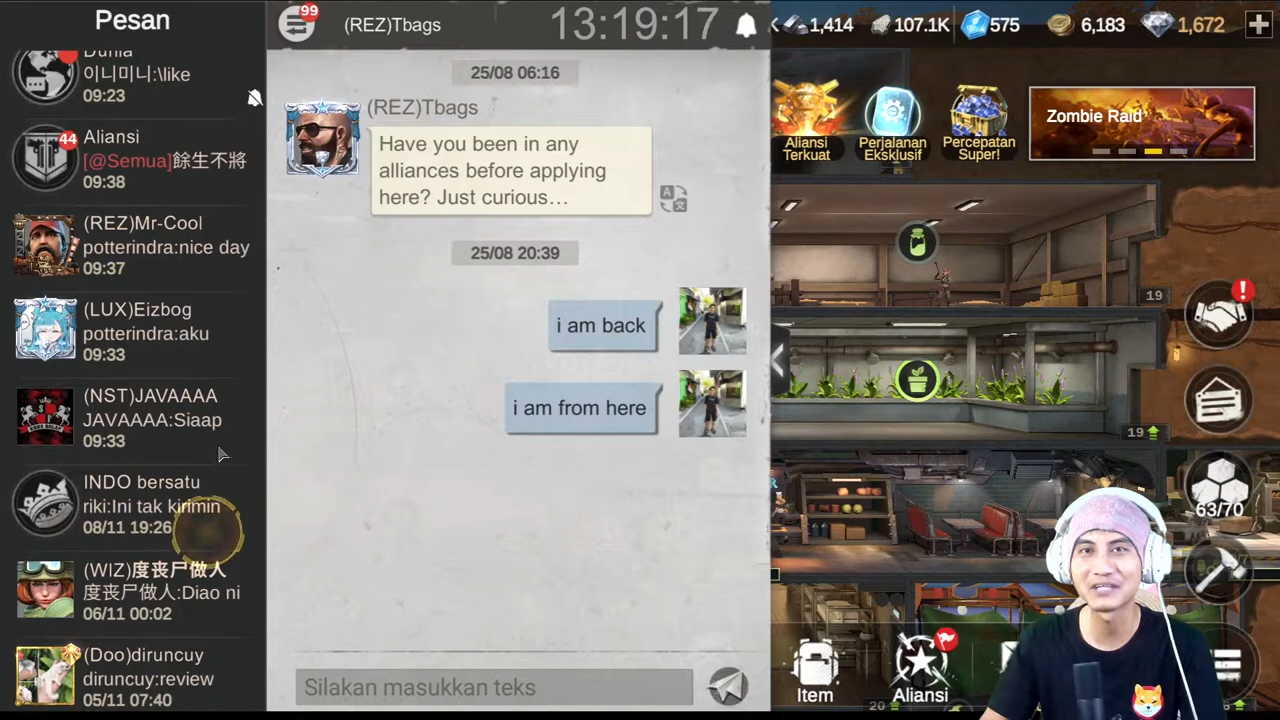 Pesan
Dunia
이니미니:\like
09:23
44
Aliansi
[@Semua]餘生不將
09:38
(REZ)Mr-Cool
potterindra:nice day
09:37
(LUX)Eizbog
potterindra:aku
09:33
(NST)JAVAAAA
JAVAAAA:Siaap
09:33
INDO bersatu
riki:Ini tak kirimin
08/11 19:26
(WIZ)度丧尸做人
度丧尸做人:Diao ni
06/11 00:02
(Doo)diruncuy
diruncuy:review
05/11 07:40
99
(REZ)Tbags
13:19:17
25/08 06:16
(REZ)Tbags
Have you been in any
alliances before applying
here? Just curious…
25/08 20:39
i am back
i am from here
Silakan masukkan teks
K
1,414
107.1K
575
6,183
1,672
Aliansi
Terkuat
Perjalanan
Eksklusif
Percepatan
Super!
Zombie Raid
19
19
63/70
Item
Aliansi
20